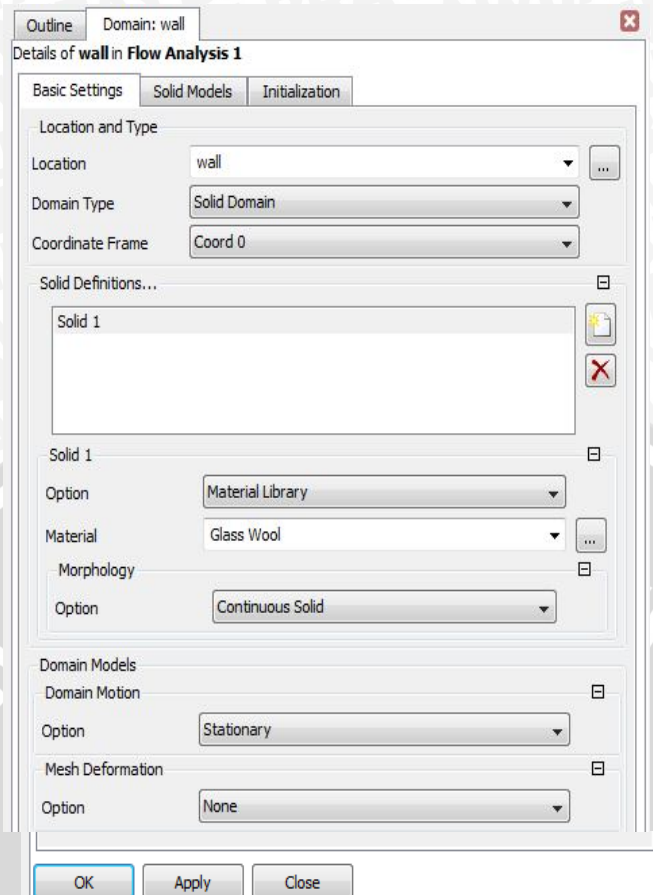 Outline Domain: wall
Details of wall in Flow Analysis 1
Basic Settings Solid Models Initialization
Location and Type
Location wall ...
Domain Type Solid Domain
Coordinate Frame Coord 0
Solid Definitions...
Solid 1
Solid 1
Option Material Library
Material Glass Wool ...
Morphology
Option Continuous Solid
Domain Models
Domain Motion
Option Stationary
Mesh Deformation
Option None
OK Apply Close